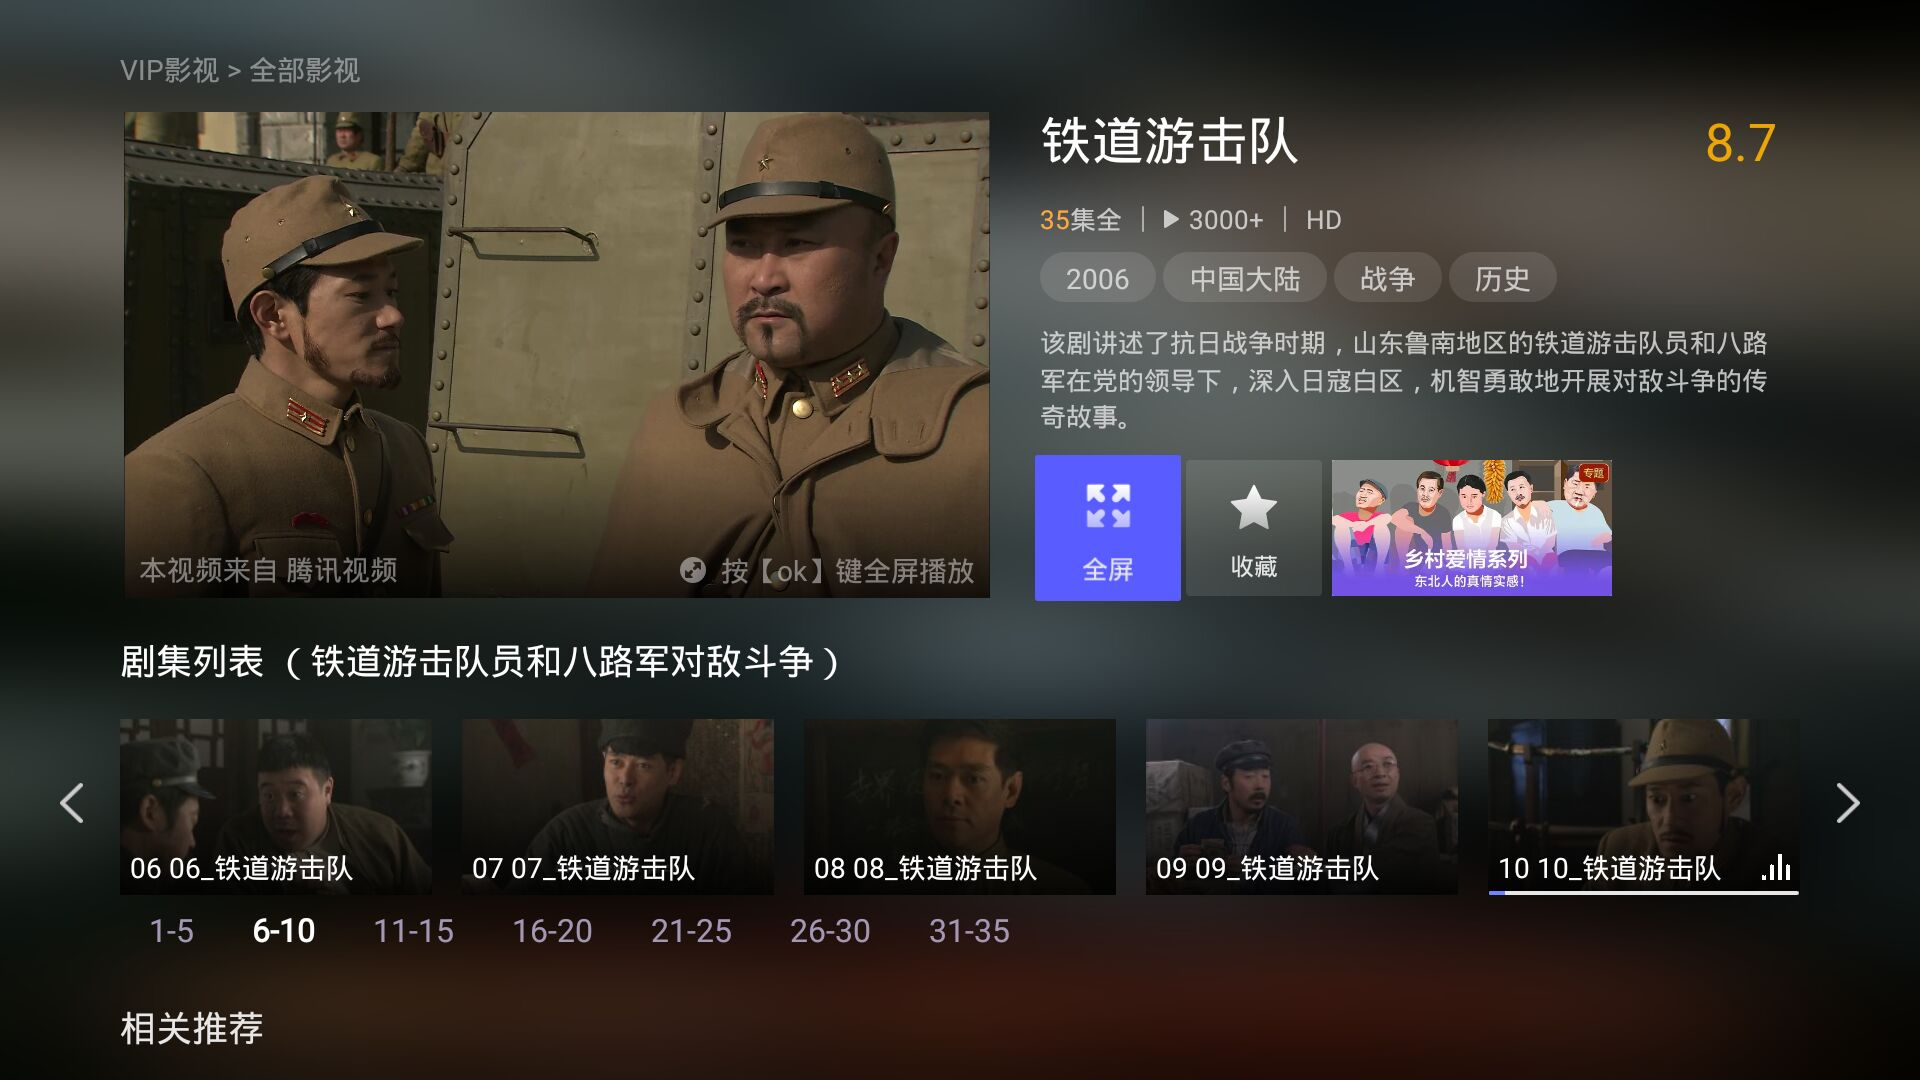 VIP影视 > 全部影视
铁道游击队
8.7
35集全 | 3000+ | HD
2006 中国大陆 战争 历史
该剧讲述了抗日战争时期，山东鲁南地区的铁道游击队员和八路
军在党的领导下，深入日寇白区，机智勇敢地开展对敌斗争的传
奇故事。
本视频来自 腾讯视频
按【ok】键全屏播放
全屏
收藏
专题
乡村爱情系列
东北人的真情实感！
剧集列表 （铁道游击队员和八路军对敌斗争）
06 06_铁道游击队
07 07_铁道游击队
08 08_铁道游击队
09 09_铁道游击队
10 10_铁道游击队
1-5 6-10 11-15 16-20 21-25 26-30 31-35
相关推荐